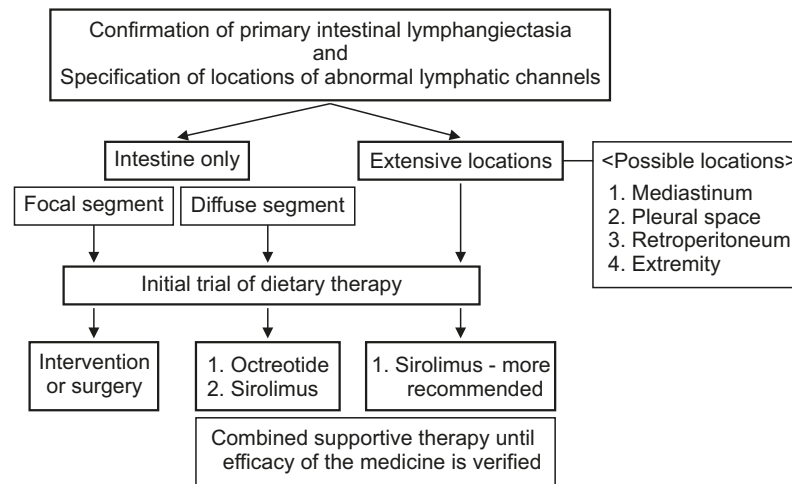 Confirmation of primary intestinal lymphangiectasia
and
Specification of locations of abnormal lymphatic channels
Intestine only
Extensive locations
<Possible locations>
1. Mediastinum
2. Pleural space
3. Retroperitoneum
4. Extremity
Focal segment
Diffuse segment
Initial trial of dietary therapy
Intervention
or surgery
1. Octreotide
2. Sirolimus
1. Sirolimus - more
recommended
Combined supportive therapy until
efficacy of the medicine is verified